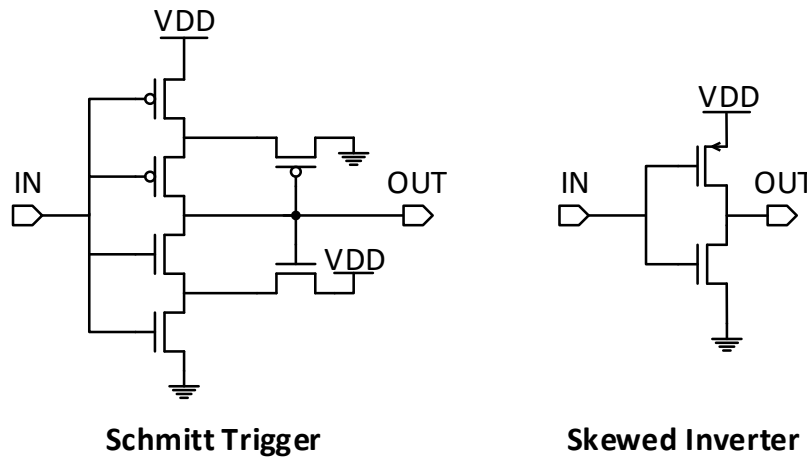 VDD
VDD
IN
OUT
IN
OUT
VDD
Schmitt Trigger
Skewed Inverter